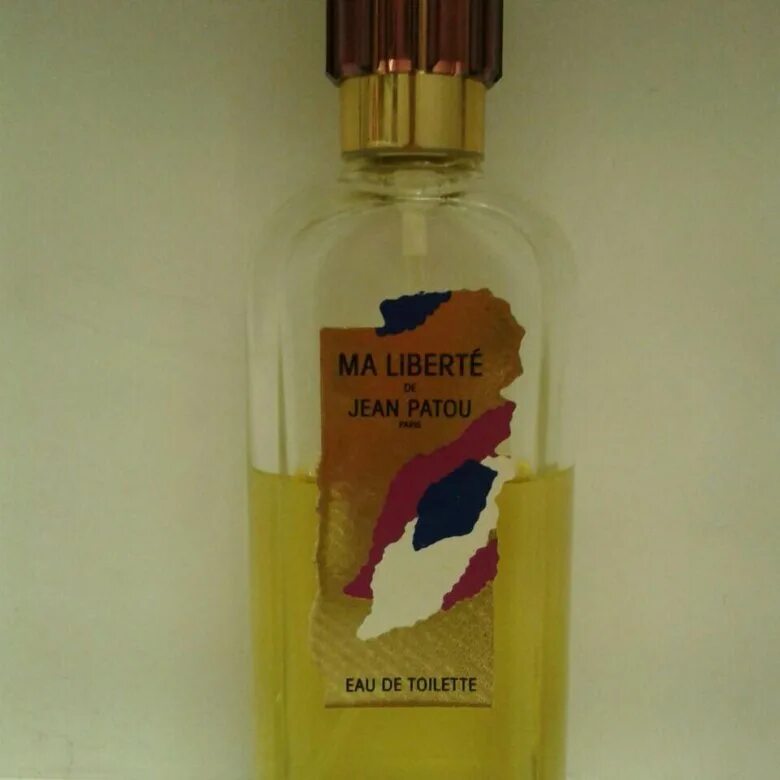 MA LIBERTÉ
DE
JEAN PATOU
PARIS
EAU DE TOILETTE